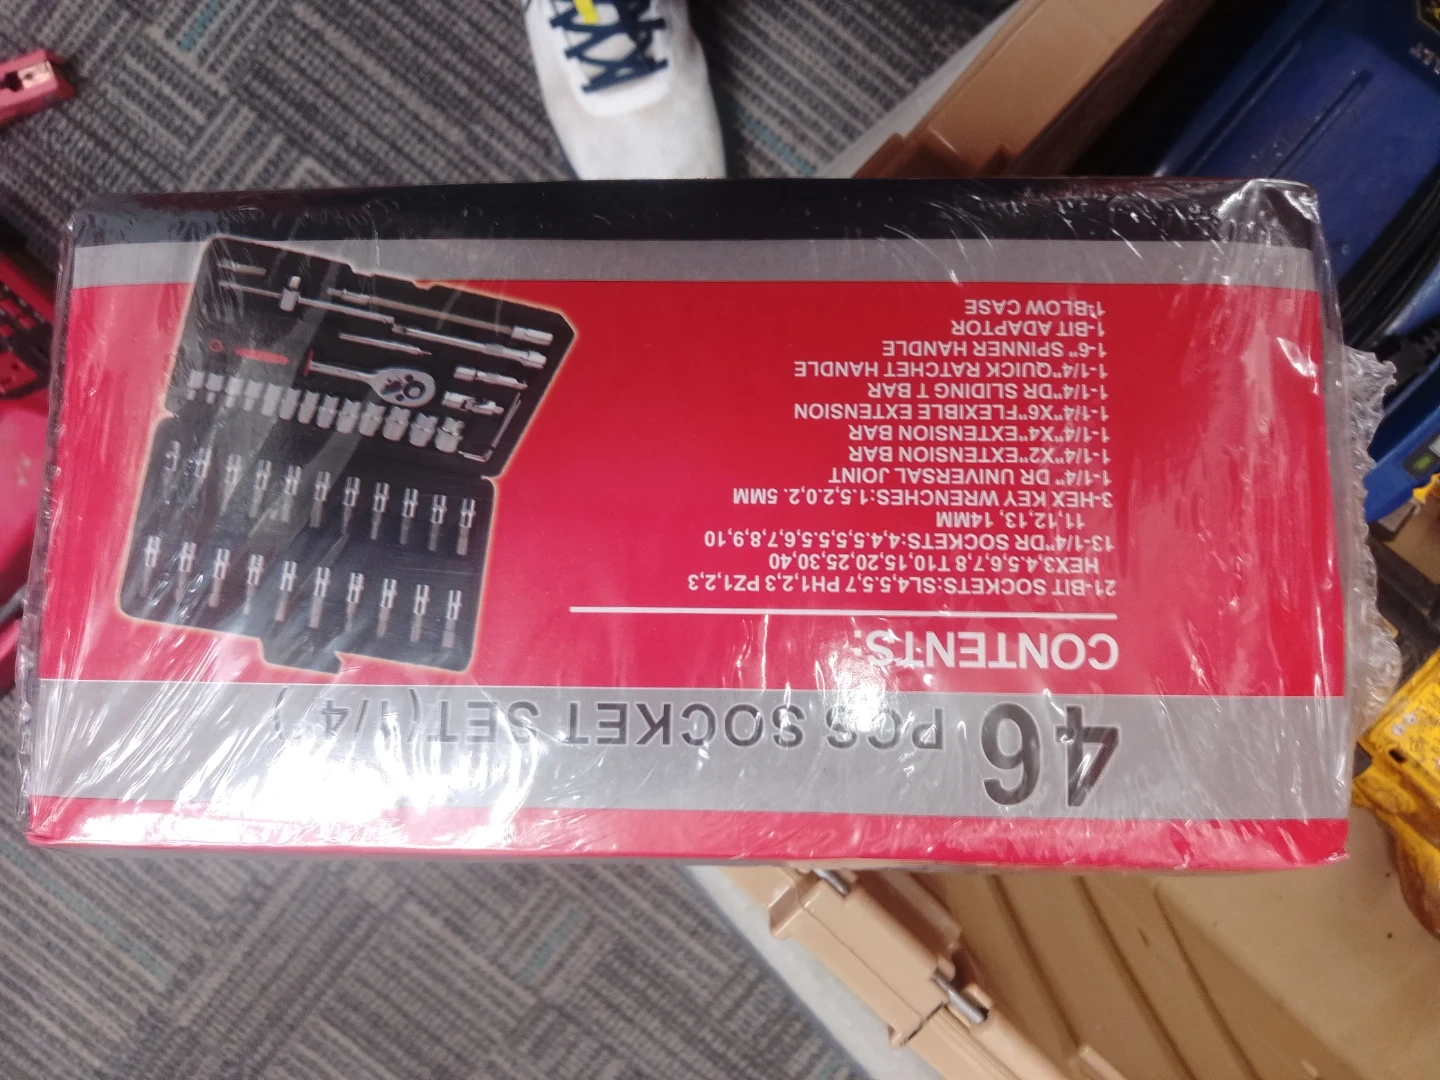 46 PCS SOCKET SET(1/4")
CONTENTS:
21-BIT SOCKETS:SL4,5.5,7 PH1,2,3 PZ1,2,3
HEX3,4,5,6,7,8 T10,15,20,25,30,40
13-1/4"DR SOCKETS:4,4.5,5,5.5,6,7,8,9,10
11,12,13, 14MM
3-HEX KEY WRENCHES:1.5,2.0,2. 5MM
1-1/4" DR UNIVERSAL JOINT
1-1/4"X2"EXTENSION BAR
1-1/4"X4"EXTENSION BAR
1-1/4"X6"FLEXIBLE EXTENSION
1-1/4"DR SLIDING T BAR
1-1/4"QUICK RATCHET HANDLE
1-6" SPINNER HANDLE
1-BIT ADAPTOR
1-BLOW CASE